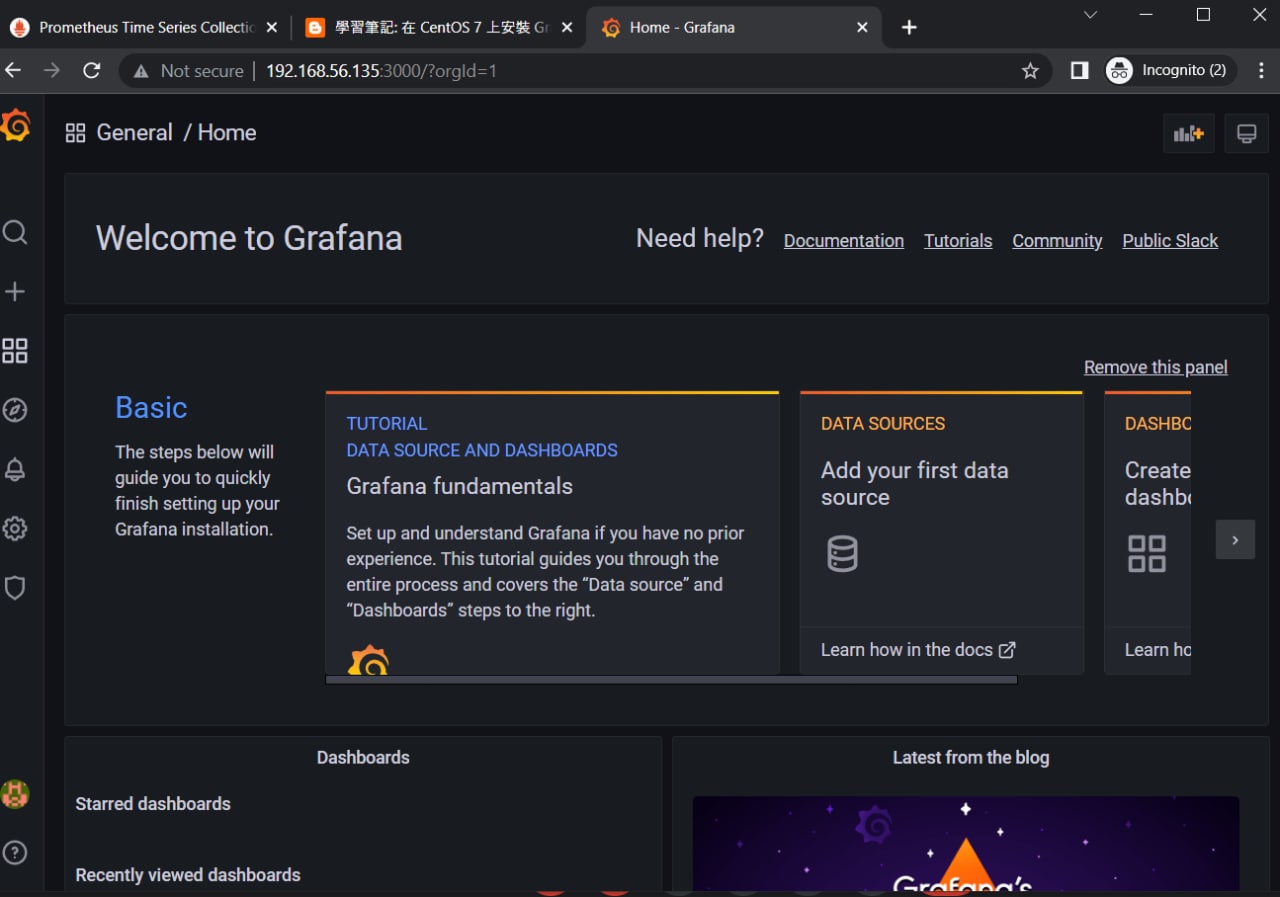 Prometheus Time Series Collectic
學習筆記: 在 CentOS 7 上安裝 Gr
Home - Grafana
Not secure
192.168.56.135:3000/?orgId=1
Incognito (2)
General / Home
Welcome to Grafana
Need help?
Documentation
Tutorials
Community
Public Slack
Remove this panel
Basic
The steps below will
guide you to quickly
finish setting up your
Grafana installation.
TUTORIAL
DATA SOURCE AND DASHBOARDS
Grafana fundamentals
Set up and understand Grafana if you have no prior
experience. This tutorial guides you through the
entire process and covers the “Data source” and
“Dashboards” steps to the right.
DATA SOURCES
Add your first data
source
Learn how in the docs
DASHBO
Create
dashbo
Learn ho
Dashboards
Starred dashboards
Recently viewed dashboards
Latest from the blog
Grafana's